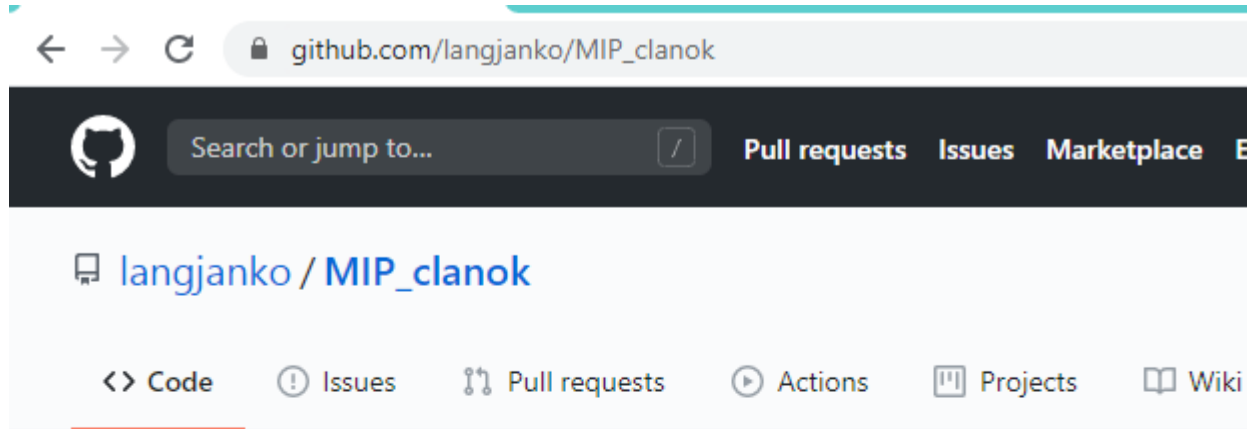 github.com/langjanko/MIP_clanok
Search or jump to... / Pull requests Issues Marketplace E
langjanko / MIP_clanok
<> Code Issues Pull requests Actions Projects Wiki